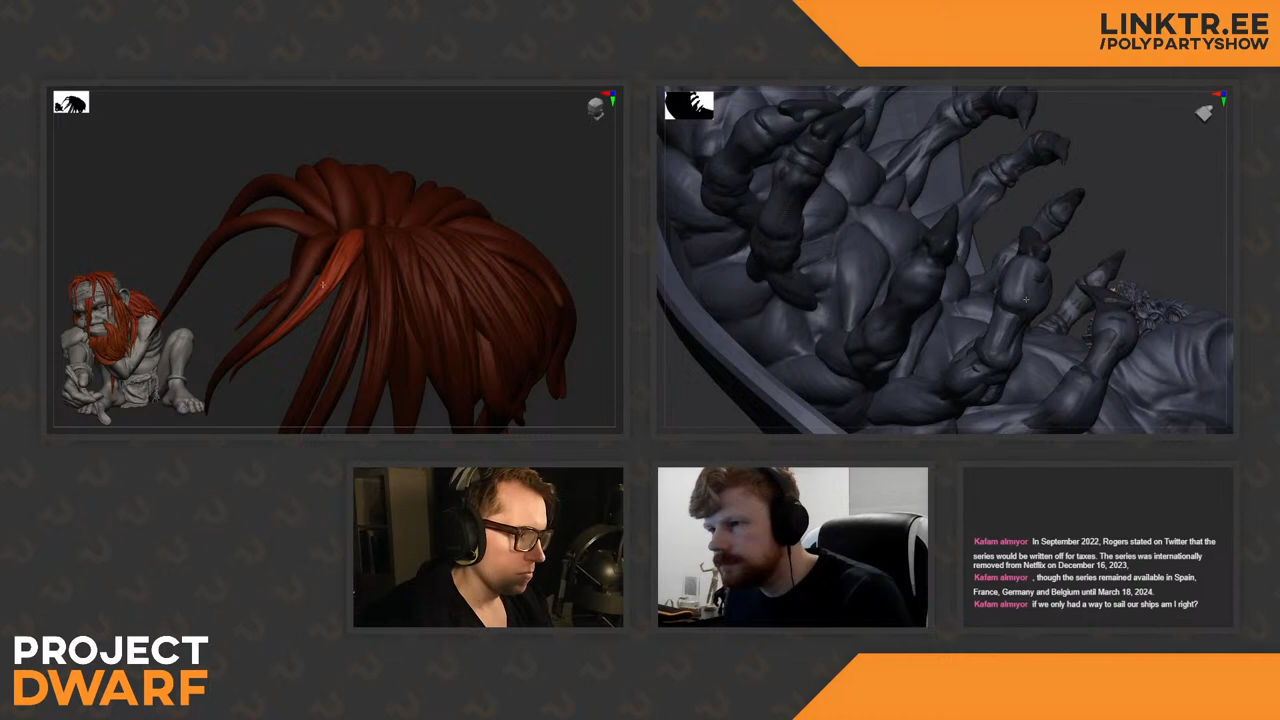 LINKTR.EE
/POLYPARTYSHOW
Kafam almıyor In September 2022, Rogers stated on Twitter that the
series would be written off for taxes. The series was internationally
removed from Netflix on December 16, 2023,
Kafam almıyor , though the series remained available in Spain,
France, Germany and Belgium until March 18, 2024.
Kafam almıyor if we only had a way to sail our ships am I right?
PROJECT
DWARF